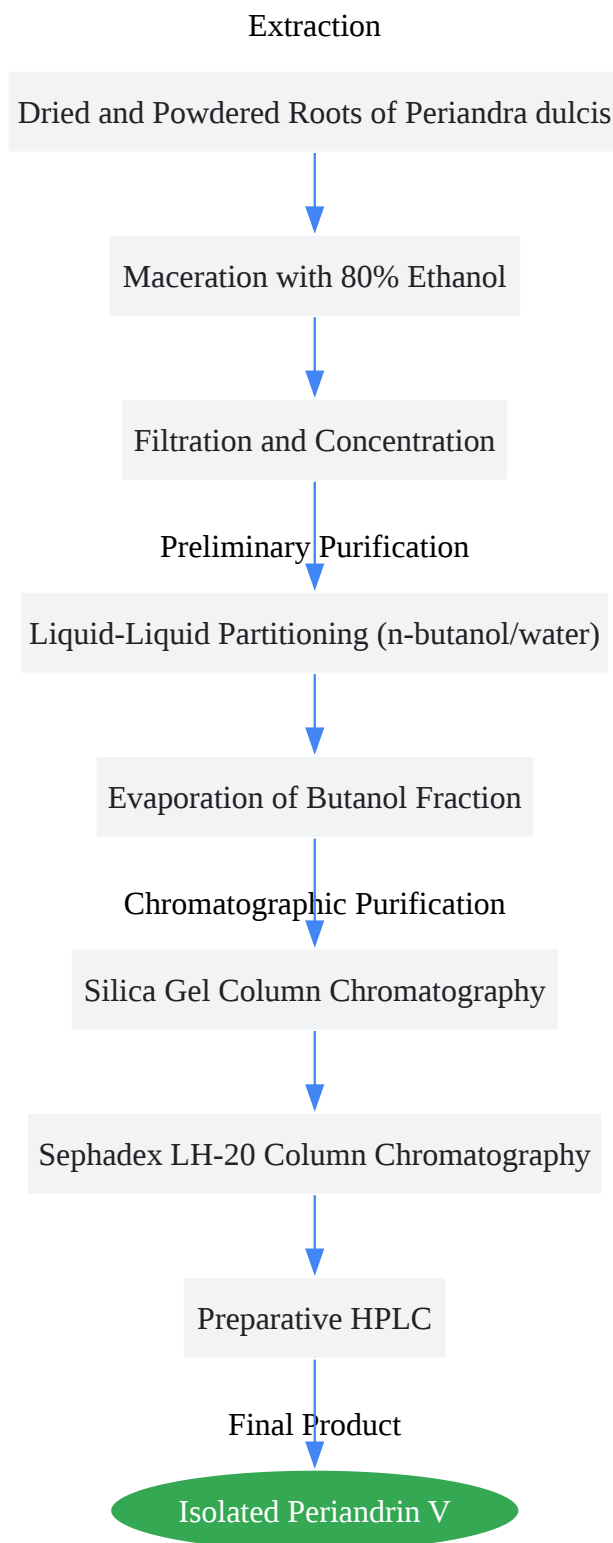 Extraction
Dried and Powdered Roots of Periandra dulcis
Maceration with 80% Ethanol
Filtration and Concentration
Preliminary Purification
Liquid-Liquid Partitioning (n-butanol/water)
Evaporation of Butanol Fraction
Chromatographic Purification
Silica Gel Column Chromatography
Sephadex LH-20 Column Chromatography
Preparative HPLC
Final Product
Isolated Periandrin V